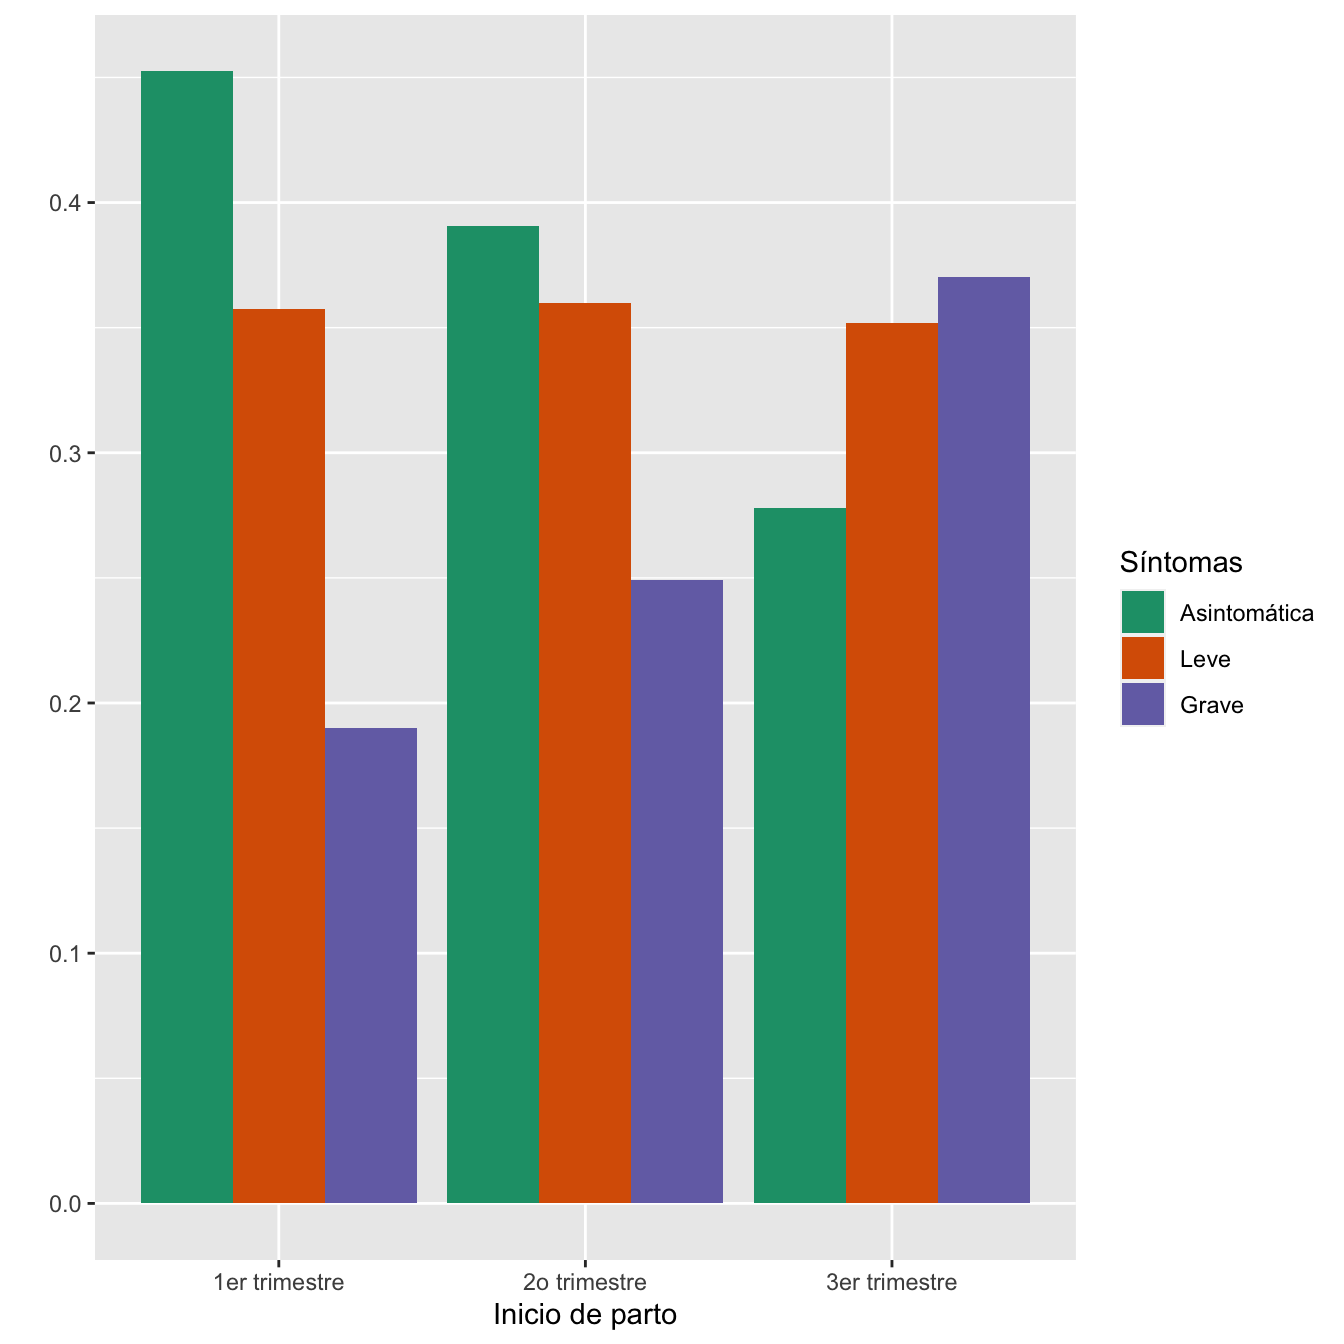 0.4
0.3
0.2
0.1
0.0
1er trimestre
2o trimestre
3er trimestre
Inicio de parto
Síntomas
Asintomática
Leve
Grave